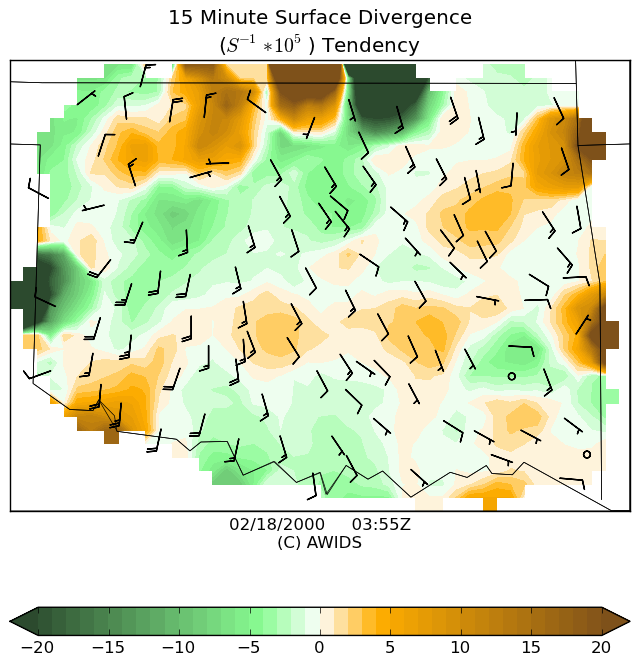 15 Minute Surface Divergence
(S⁻¹ * 10⁵ ) Tendency
02/18/2000 03:55Z
(C) AWIDS
−20 −15 −10 −5 0 5 10 15 20